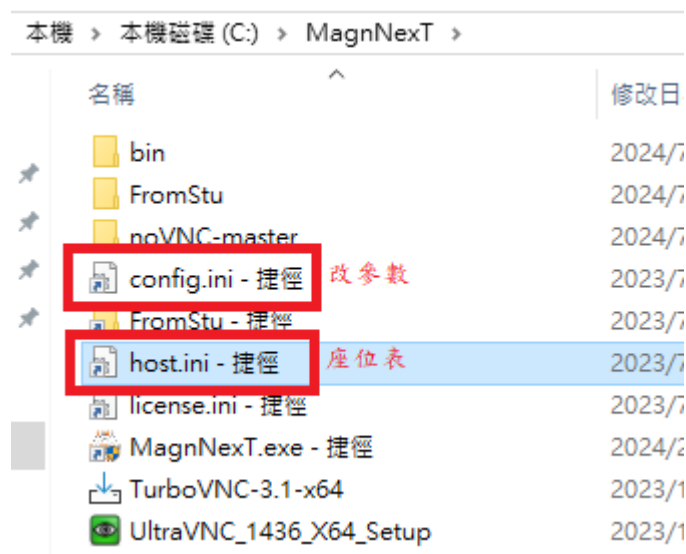 本機 > 本機磁碟 (C:) > MagnNexT >
名稱 修改日
bin 2024/7
FromStu 2024/7
noVNC-master 2024/7
config.ini - 捷徑 改參數 2023/7
FromStu - 捷徑 2023/7
host.ini - 捷徑 座位表 2023/7
license.ini - 捷徑 2023/7
MagnNexT.exe - 捷徑 2024/2
TurboVNC-3.1-x64 2023/1
UltraVNC_1436_X64_Setup 2023/1